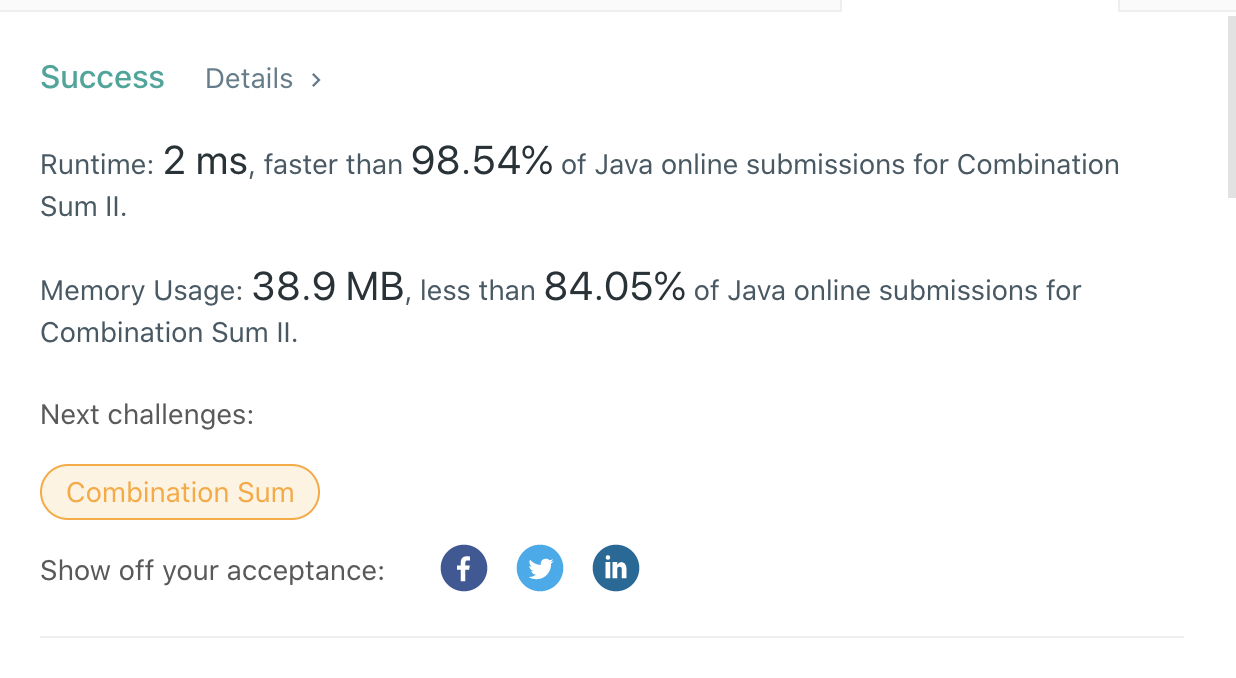 Success Details >
Runtime: 2 ms, faster than 98.54% of Java online submissions for Combination
Sum II.
Memory Usage: 38.9 MB, less than 84.05% of Java online submissions for
Combination Sum II.
Next challenges:
Combination Sum
Show off your acceptance: f in